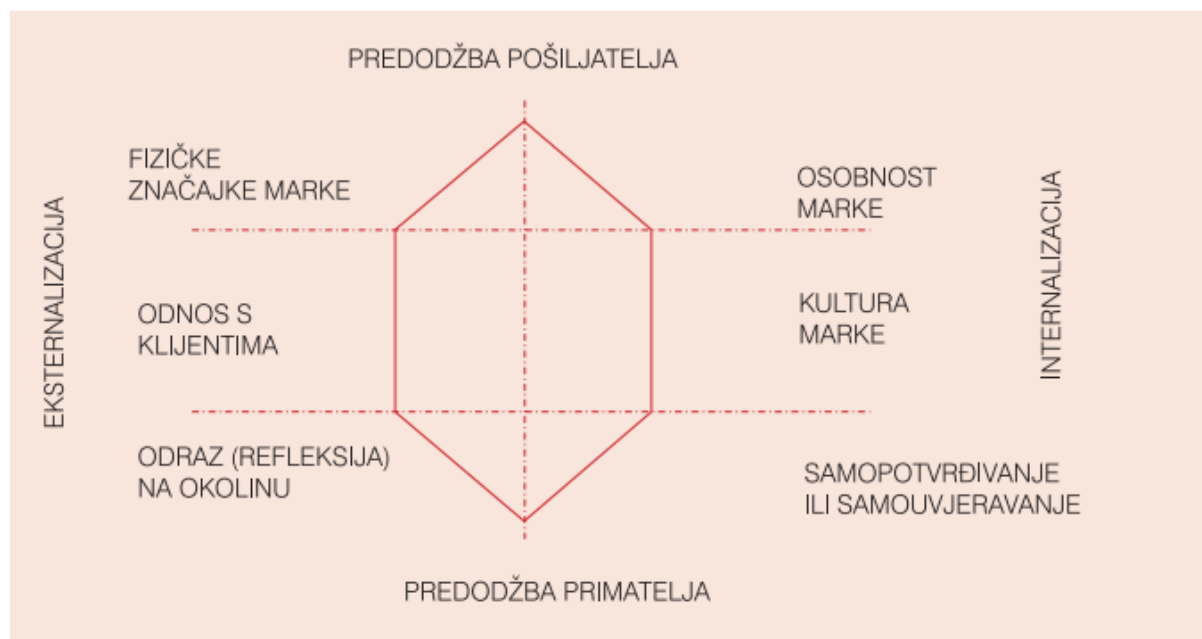 PREDODŽBA POŠILJATELJA
FIZIČKE
ZNAČAJKE MARKE
OSOBNOST
MARKE
EKSTERNALIZACIJA
INTERNALIZACIJA
ODNOS S
KLIJENTIMA
KULTURA
MARKE
ODRAZ (REFLEKSIJA)
NA OKOLINU
SAMOPOTVRĐIVANJE
ILI SAMOUVJERAVANJE
PREDODŽBA PRIMATELJA